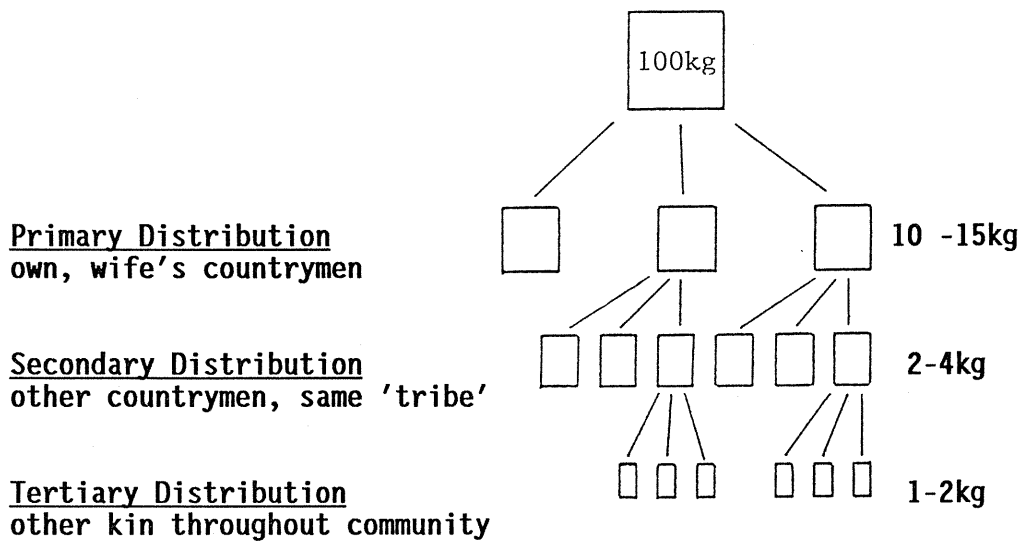 100kg
Primary Distribution
own, wife's countrymen
10 -15kg
Secondary Distribution
other countrymen, same 'tribe'
2-4kg
Tertiary Distribution
other kin throughout community
1-2kg